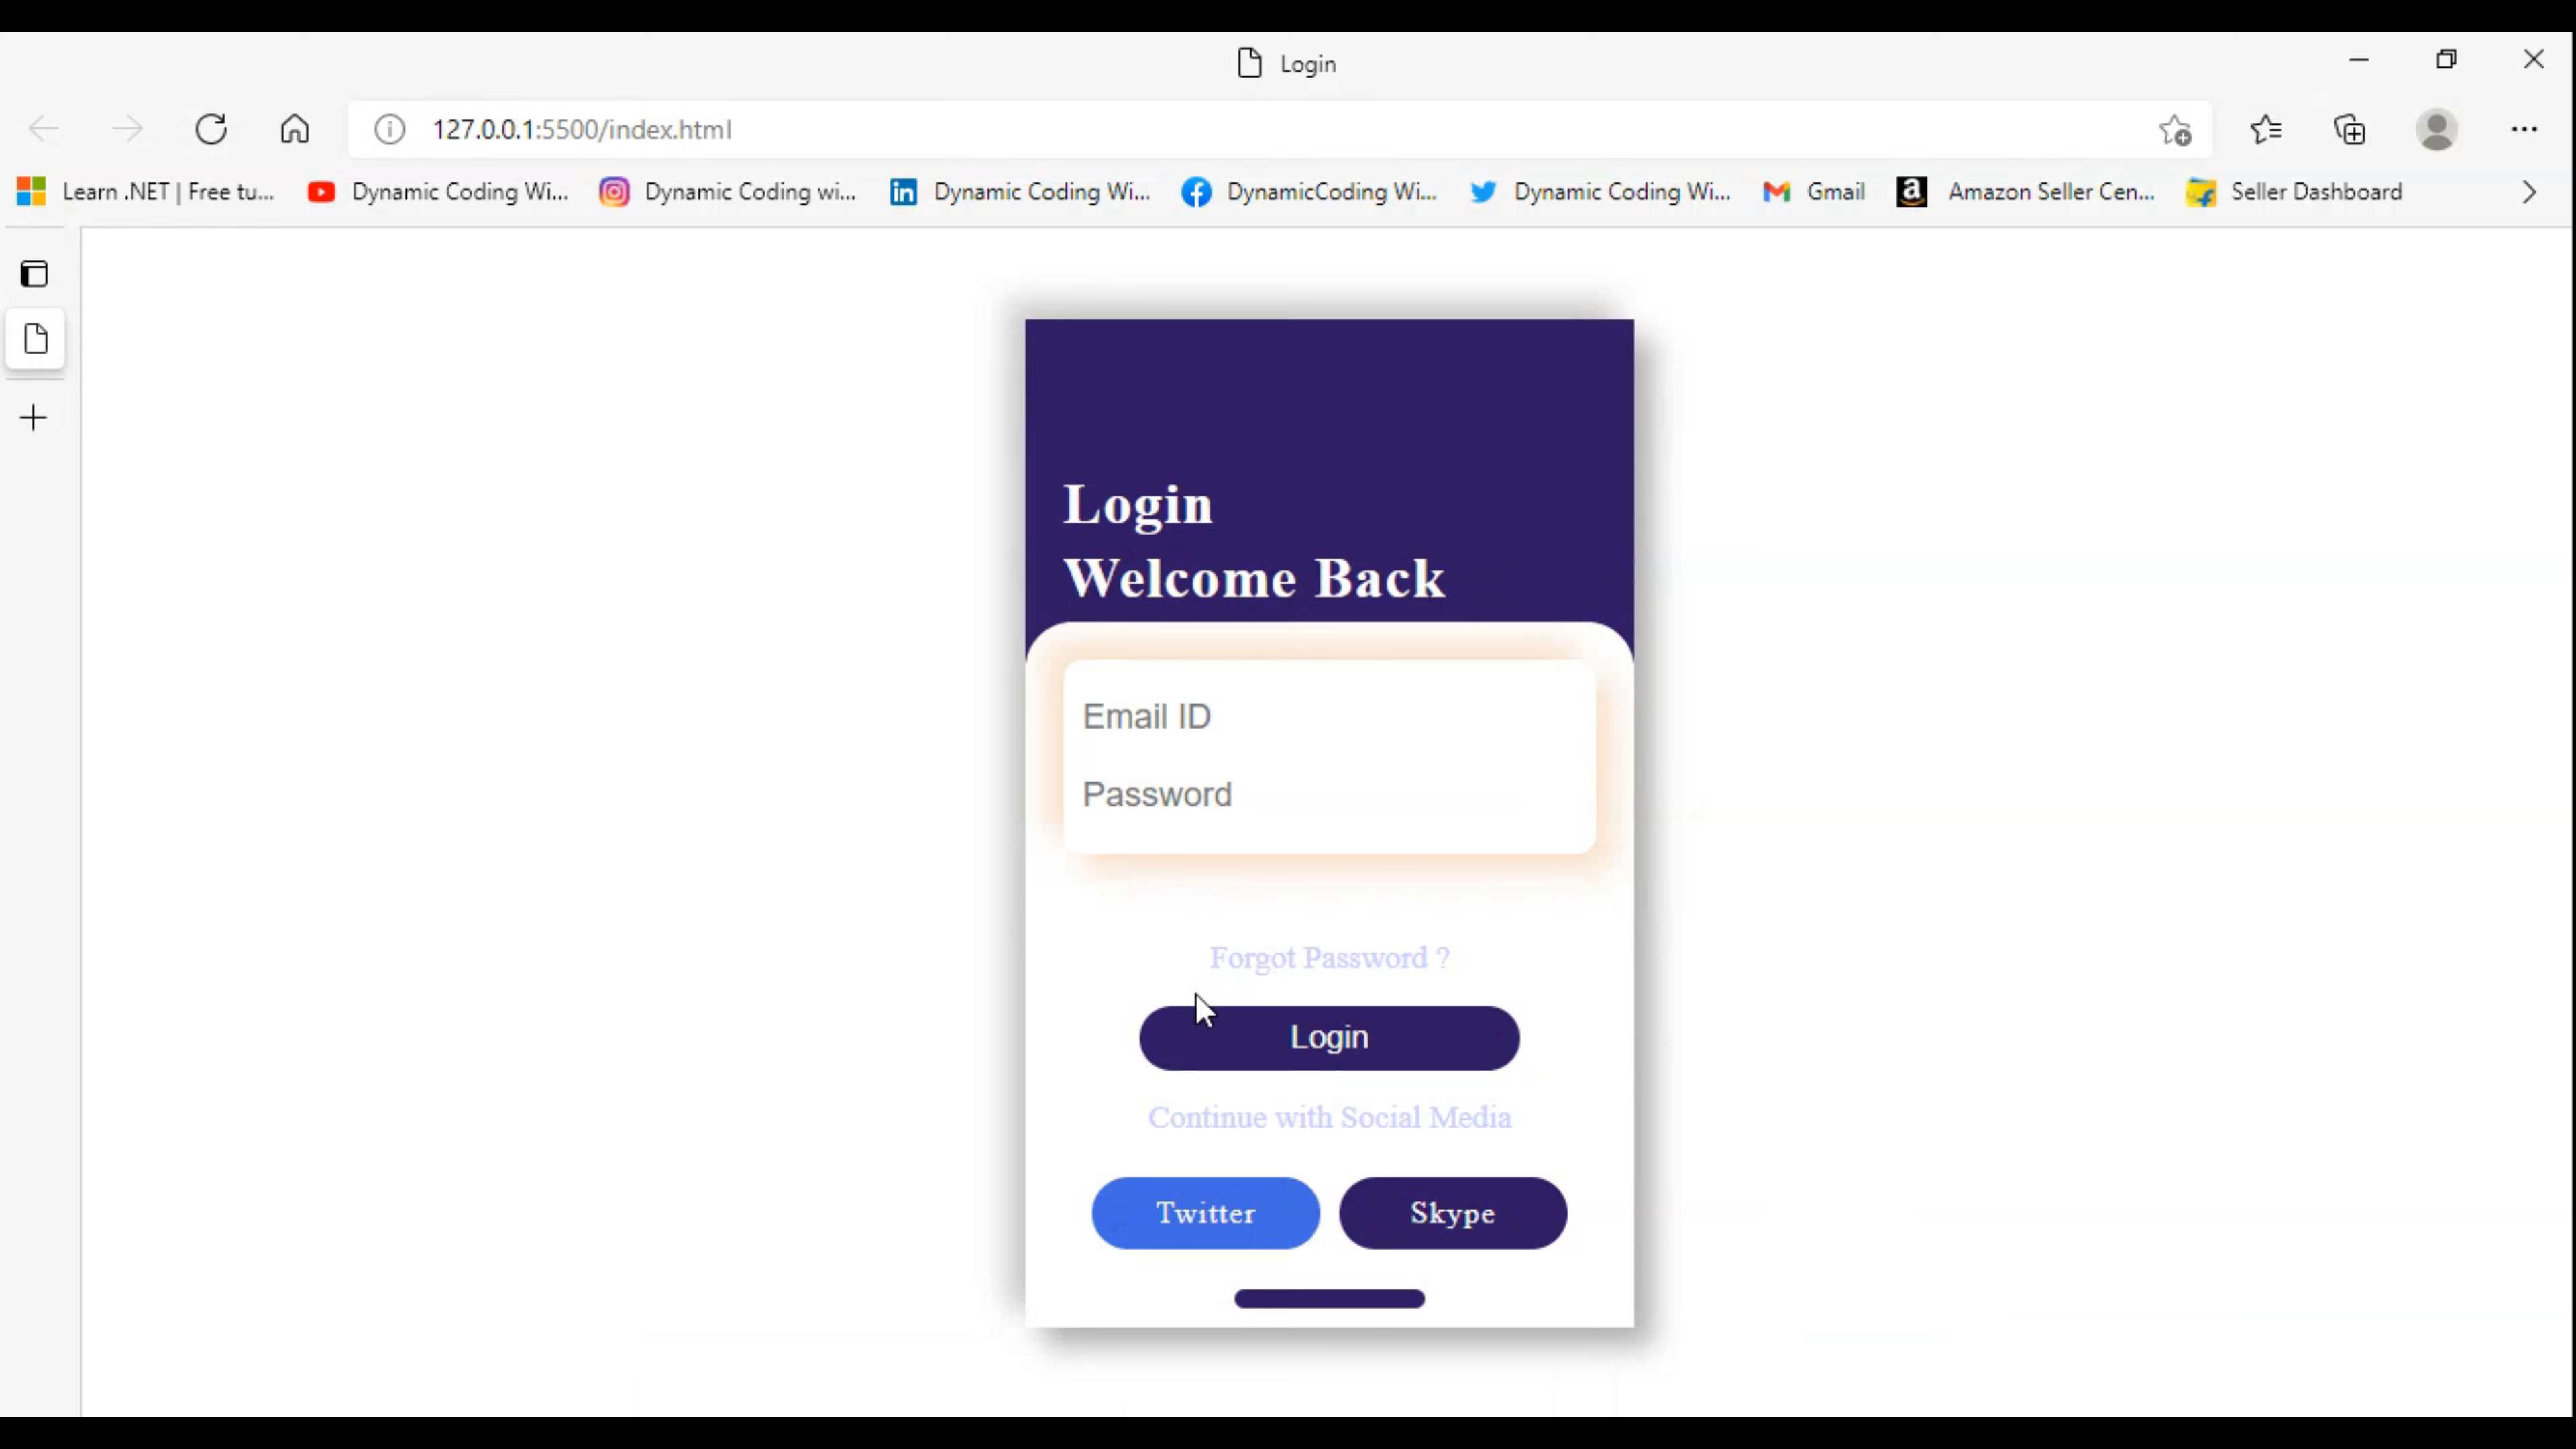 Login
127.0.0.1:5500/index.html
Learn .NET | Free tu... Dynamic Coding Wi... Dynamic Coding wi... Dynamic Coding Wi... DynamicCoding Wi... Dynamic Coding Wi... Gmail Amazon Seller Cen... Seller Dashboard
Login
Welcome Back
Email ID
Password
Forgot Password ?
Login
Continue with Social Media
Twitter Skype